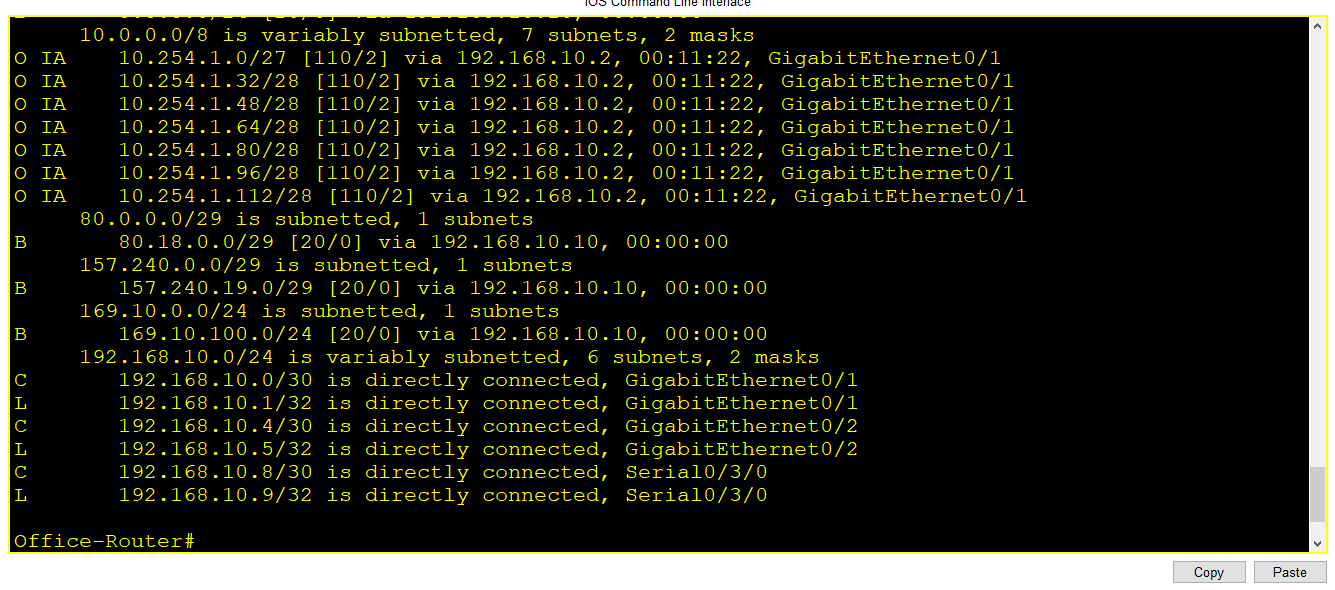 IOS Command Line Interface
10.0.0.0/8 is variably subnetted, 7 subnets, 2 masks
O IA    10.254.1.0/27 [110/2] via 192.168.10.2, 00:11:22, GigabitEthernet0/1
O IA    10.254.1.32/28 [110/2] via 192.168.10.2, 00:11:22, GigabitEthernet0/1
O IA    10.254.1.48/28 [110/2] via 192.168.10.2, 00:11:22, GigabitEthernet0/1
O IA    10.254.1.64/28 [110/2] via 192.168.10.2, 00:11:22, GigabitEthernet0/1
O IA    10.254.1.80/28 [110/2] via 192.168.10.2, 00:11:22, GigabitEthernet0/1
O IA    10.254.1.96/28 [110/2] via 192.168.10.2, 00:11:22, GigabitEthernet0/1
O IA    10.254.1.112/28 [110/2] via 192.168.10.2, 00:11:22, GigabitEthernet0/1
80.0.0.0/29 is subnetted, 1 subnets
B       80.18.0.0/29 [20/0] via 192.168.10.10, 00:00:00
157.240.0.0/29 is subnetted, 1 subnets
B       157.240.19.0/29 [20/0] via 192.168.10.10, 00:00:00
169.10.0.0/24 is subnetted, 1 subnets
B       169.10.100.0/24 [20/0] via 192.168.10.10, 00:00:00
192.168.10.0/24 is variably subnetted, 6 subnets, 2 masks
C       192.168.10.0/30 is directly connected, GigabitEthernet0/1
L       192.168.10.1/32 is directly connected, GigabitEthernet0/1
C       192.168.10.4/30 is directly connected, GigabitEthernet0/2
L       192.168.10.5/32 is directly connected, GigabitEthernet0/2
C       192.168.10.8/30 is directly connected, Serial0/3/0
L       192.168.10.9/32 is directly connected, Serial0/3/0
Office-Router#
Copy Paste